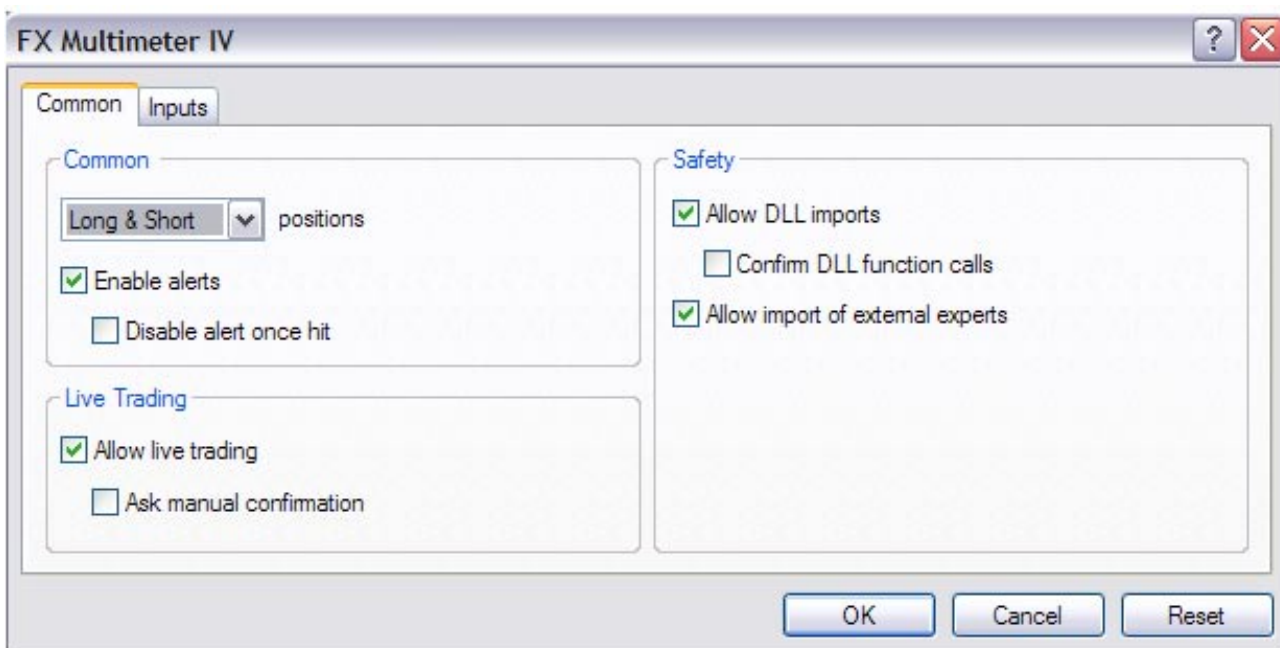 FX Multimeter IV
?
Common
Inputs
Common
Long & Short positions
Enable alerts
Disable alert once hit
Live Trading
Allow live trading
Ask manual confirmation
Safety
Allow DLL imports
Confirm DLL function calls
Allow import of external experts
OK
Cancel
Reset